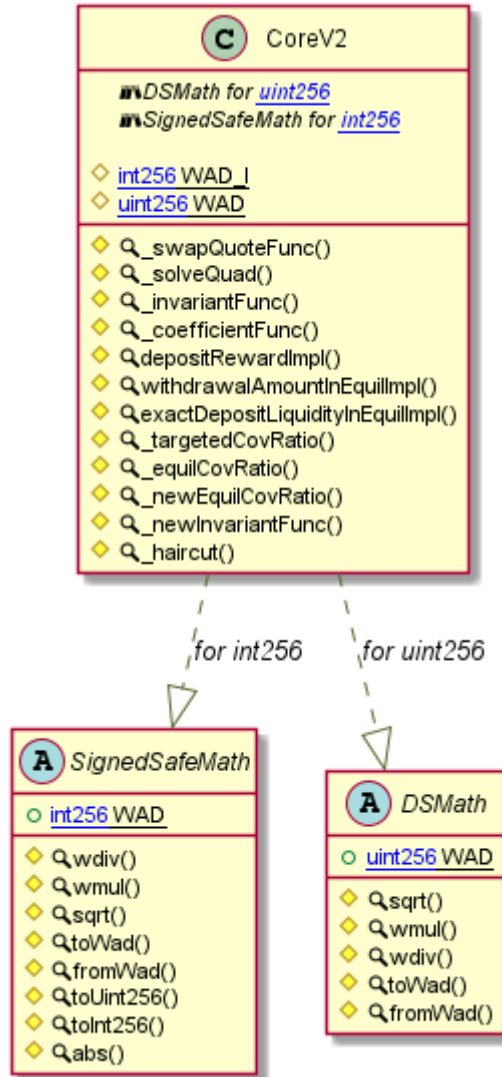 C CoreV2
DSMath for uint256
SignedSafeMath for int256
int256 WAD_I
uint256 WAD
_swapQuoteFunc()
_solveQuad()
_invariantFunc()
_coefficientFunc()
depositRewardImpl()
withdrawalAmountInEquilImpl()
exactDepositLiquidityInEquilImpl()
_targetedCovRatio()
_equilCovRatio()
_newEquilCovRatio()
_newInvariantFunc()
_haircut()
for int256
for uint256
A SignedSafeMath
int256 WAD
wdiv()
wmul()
sqrt()
toWad()
fromWad()
toUint256()
toInt256()
abs()
A DSMath
uint256 WAD
sqrt()
wmul()
wdiv()
toWad()
fromWad()